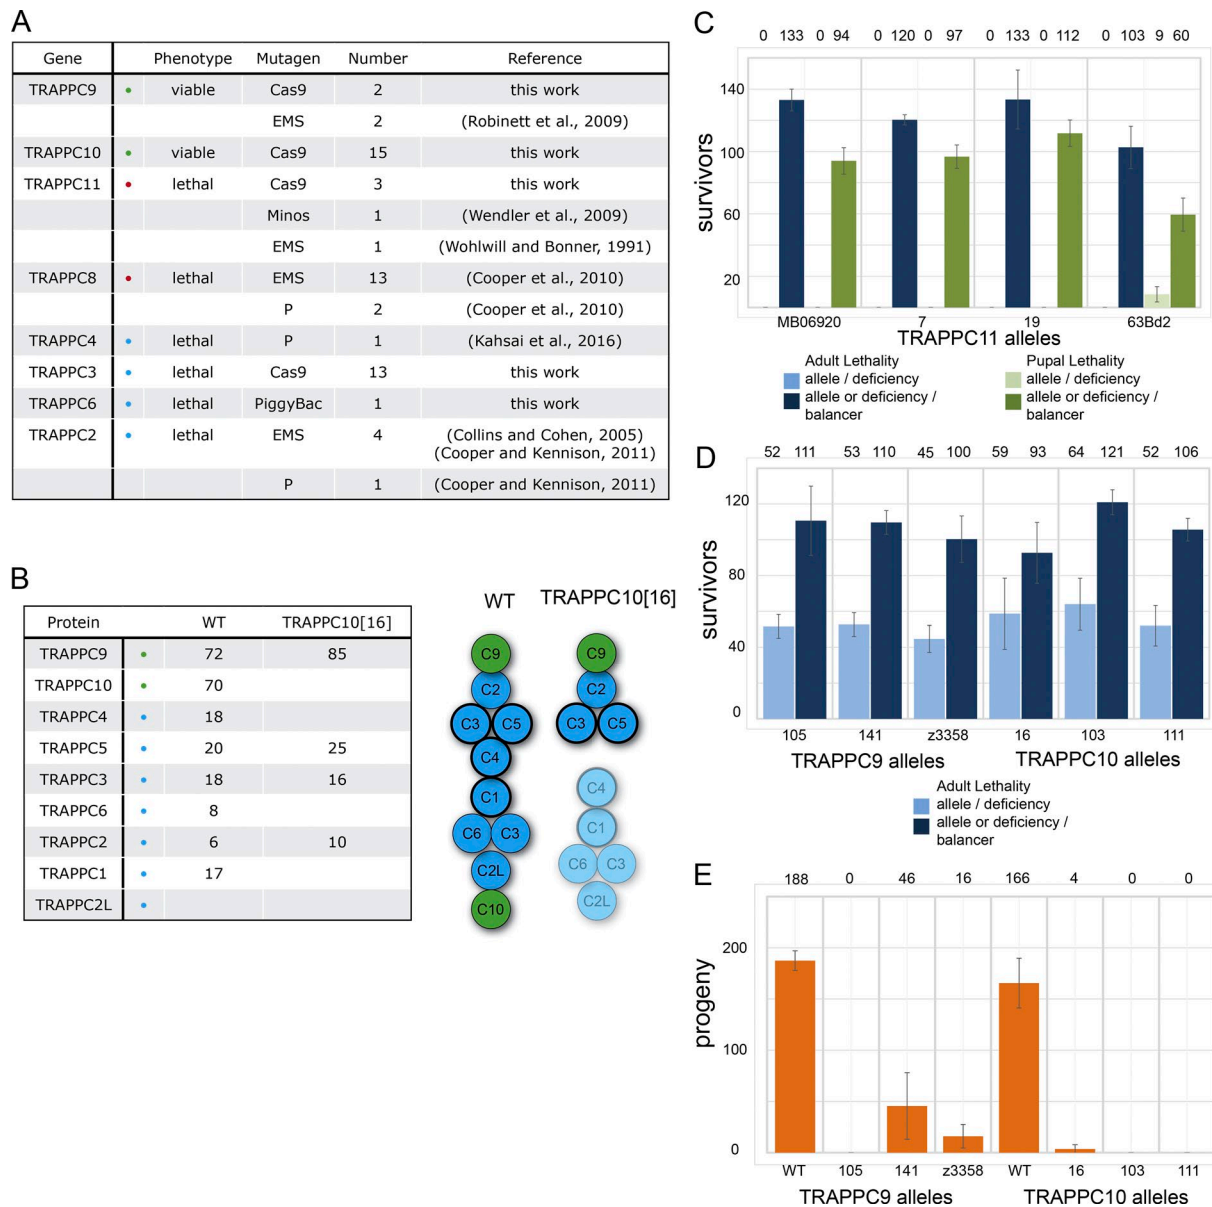 A
Gene Phenotype Mutagen Number Reference
TRAPPC9 viable Cas9 2 this work
EMS 2 (Robinett et al., 2009)
TRAPPC10 viable Cas9 15 this work
TRAPPC11 lethal Cas9 3 this work
Minos 1 (Wendler et al., 2009)
EMS 1 (Wohlwill and Bonner, 1991)
TRAPPC8 lethal EMS 13 (Cooper et al., 2010)
P 2 (Cooper et al., 2010)
TRAPPC4 lethal P 1 (Kahsai et al., 2016)
TRAPPC3 lethal Cas9 13 this work
TRAPPC6 lethal PiggyBac 1 this work
TRAPPC2 lethal EMS 4 (Collins and Cohen, 2005)
(Cooper and Kennison, 2011)
P 1 (Cooper and Kennison, 2011)
B
Protein WT TRAPPC10[16]
TRAPPC9 72 85
TRAPPC10 70
TRAPPC4 18
TRAPPC5 20 25
TRAPPC3 18 16
TRAPPC6 8
TRAPPC2 6 10
TRAPPC1 17
TRAPPC2L
WT TRAPPC10[16]
C9 C9
C2 C2
C3 C5 C3 C5
C4 C4
C1 C1
C6 C3 C6 C3
C2L C2L
C10
C
0 133 0 94 0 120 0 97 0 133 0 112 0 103 9 60
survivors
140
100
60
20
MB06920 7 19 63Bd2
TRAPPC11 alleles
Adult Lethality
allele / deficiency
allele or deficiency /
balancer
Pupal Lethality
allele / deficiency
allele or deficiency /
balancer
D
52 111 53 110 45 100 59 93 64 121 52 106
survivors
120
80
40
0
105 141 z3358 16 103 111
TRAPPC9 alleles TRAPPC10 alleles
Adult Lethality
allele / deficiency
allele or deficiency /
balancer
E
188 0 46 16 166 4 0 0
progeny
200
100
0
WT 105 141 z3358 WT 16 103 111
TRAPPC9 alleles TRAPPC10 alleles